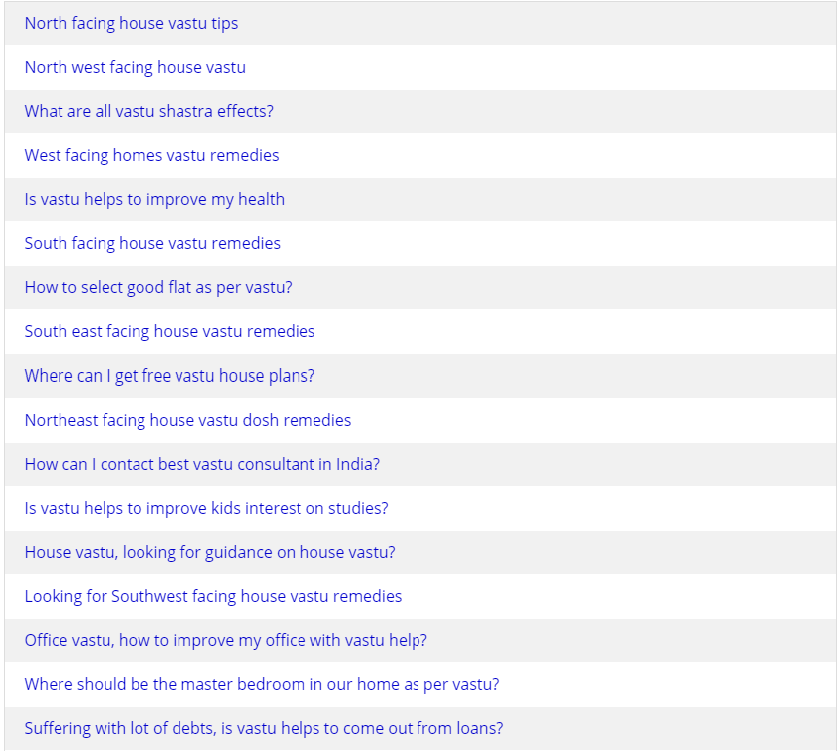 North facing house vastu tips
North west facing house vastu
What are all vastu shastra effects?
West facing homes vastu remedies
Is vastu helps to improve my health
South facing house vastu remedies
How to select good flat as per vastu?
South east facing house vastu remedies
Where can I get free vastu house plans?
Northeast facing house vastu dosh remedies
How can I contact best vastu consultant in India?
Is vastu helps to improve kids interest on studies?
House vastu, looking for guidance on house vastu?
Looking for Southwest facing house vastu remedies
Office vastu, how to improve my office with vastu help?
Where should be the master bedroom in our home as per vastu?
Suffering with lot of debts, is vastu helps to come out from loans?